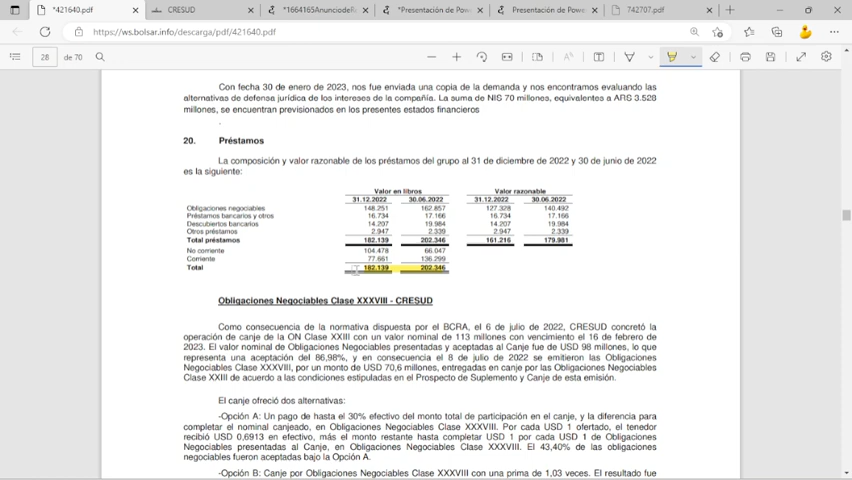 *421640.pdf
CRESUD
*1664165AnunciodeR
*Presentación de Pow
Presentación de Power
742707.pdf
https://ws.bolsar.info/descarga/pdf/421640.pdf
28 de 70
Con fecha 30 de enero de 2023, nos fue enviada una copia de la demanda y nos encontramos evaluando las
alternativas de defensa jurídica de los intereses de la compañía. La suma de NIS 70 millones, equivalentes a ARS 3.528
millones, se encuentran previsionados en los presentes estados financieros
.
20. Préstamos
La composición y valor razonable de los préstamos del grupo al 31 de diciembre de 2022 y 30 de junio de 2022
es la siguiente:
Valor en libros Valor razonable
31.12.2022 30.06.2022 31.12.2022 30.06.2022
Obligaciones negociables 148.251 162.857 127.328 140.492
Préstamos bancarios y otros 16.734 17.166 16.734 17.166
Descubiertos bancarios 14.207 19.984 14.207 19.984
Otros préstamos 2.947 2.339 2.947 2.339
Total préstamos 182.139 202.346 161.216 179.981
No corriente 104.478 66.047
Corriente 77.661 136.299
Total 182.139 202.346
Obligaciones Negociables Clase XXXVIII - CRESUD
Como consecuencia de la normativa dispuesta por el BCRA, el 6 de julio de 2022, CRESUD concretó la
operación de canje de la ON Clase XXIII con un valor nominal de 113 millones con vencimiento el 16 de febrero de
2023. El valor nominal de Obligaciones Negociables presentadas y aceptadas al Canje fue de USD 98 millones, lo que
representa una aceptación del 86,98%, y en consecuencia el 8 de julio de 2022 se emitieron las Obligaciones
Negociables Clase XXXVIII, por un monto de USD 70,6 millones, entregadas en canje por las Obligaciones Negociables
Clase XXIII de acuerdo a las condiciones estipuladas en el Prospecto de Suplemento y Canje de esta emisión.
El canje ofreció dos alternativas:
-Opción A: Un pago de hasta el 30% efectivo del monto total de participación en el canje, y la diferencia para
completar el nominal canjeado, en Obligaciones Negociables Clase XXXVIII. Por cada USD 1 ofertado, el tenedor
recibió USD 0,6913 en efectivo, más el monto restante hasta completar USD 1 por cada USD 1 de Obligaciones
Negociables presentadas al Canje, en Obligaciones Negociables Clase XXXVIII. El 43,40% de las obligaciones
negociables fueron aceptadas bajo la Opción A.
-Opción B: Canje por Obligaciones Negociables Clase XXXVIII con una prima de 1,03 veces. El resultado fue